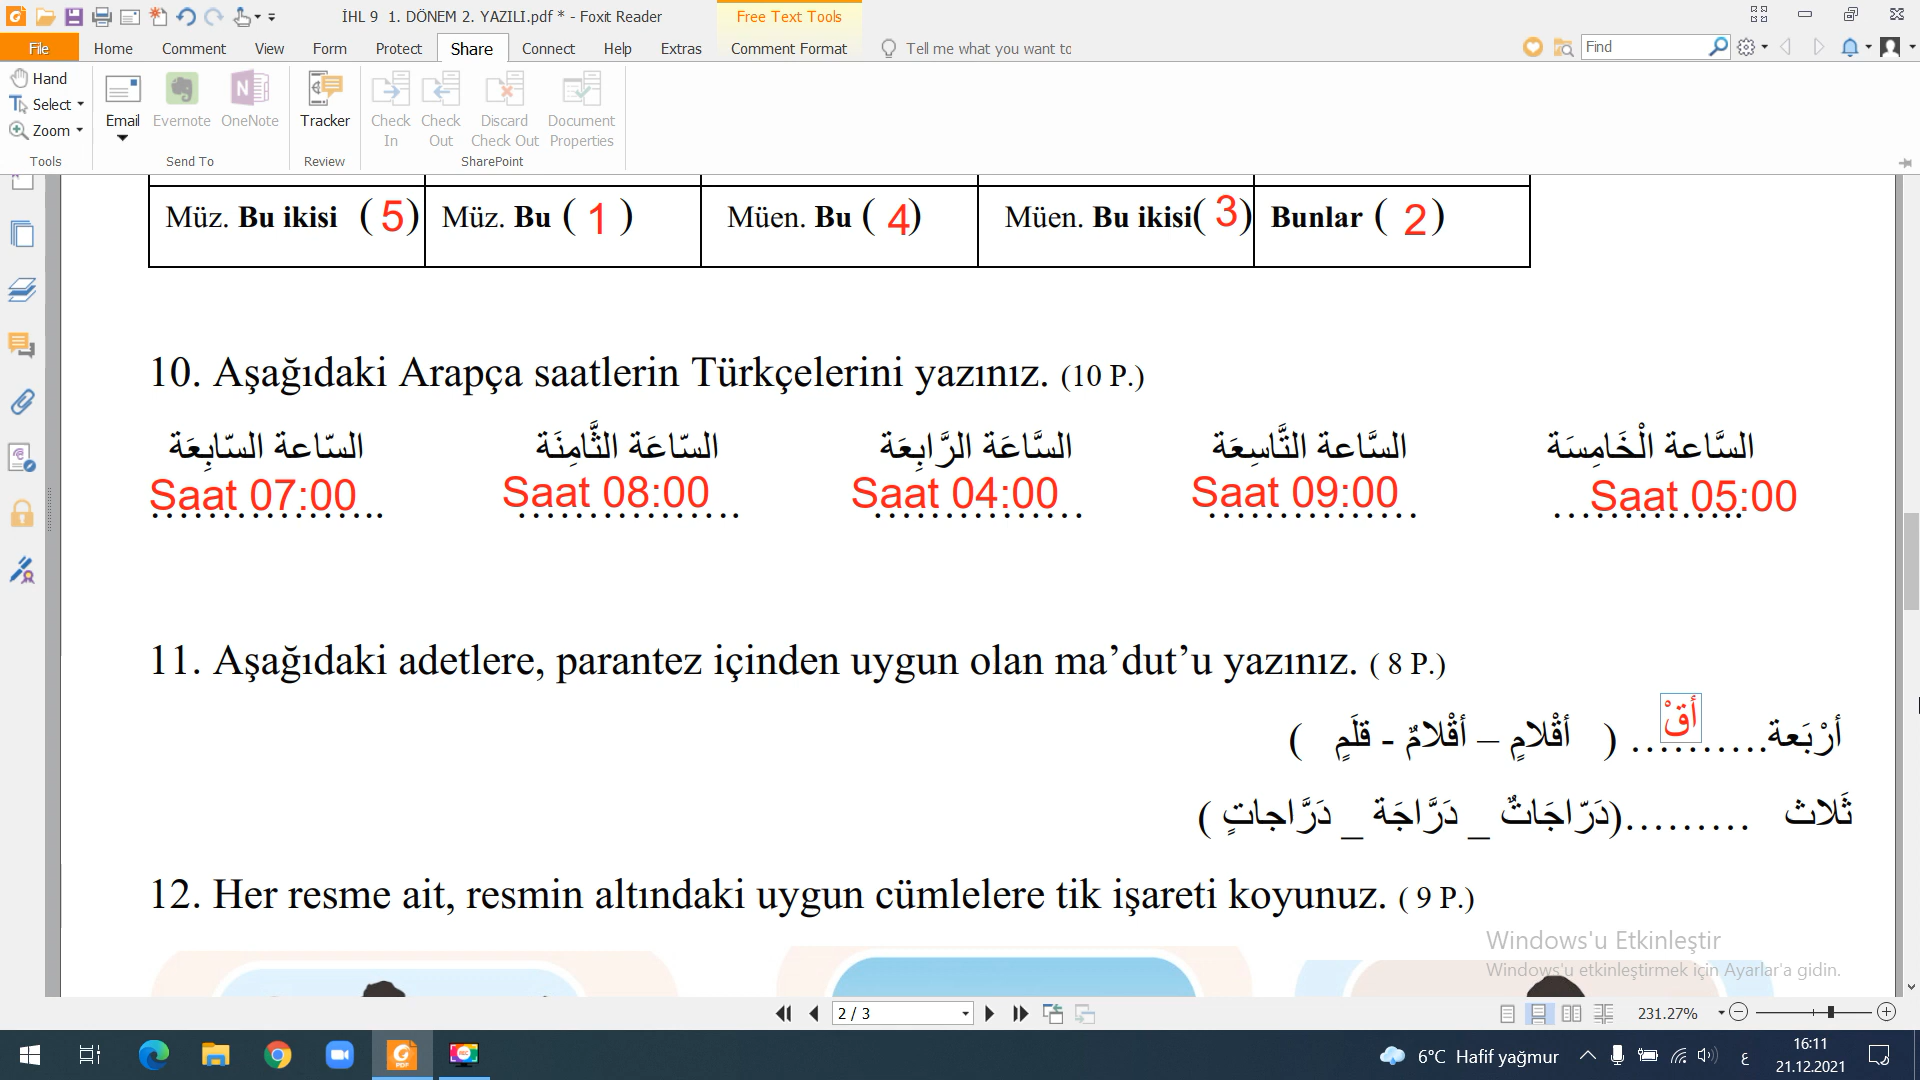 İHL 9 1. DÖNEM 2. YAZILI.pdf * - Foxit Reader
Free Text Tools
File Home Comment View Form Protect Share Connect Help Extras Comment Format Tell me what you want to
Find
Hand
Select
Zoom
Email Evernote OneNote Tracker Check In Check Out Discard Check Out Document Properties
Tools Send To Review SharePoint
Müz. Bu ikisi (5) Müz. Bu ( 1 ) Müen. Bu ( 4) Müen. Bu ikisi( 3) Bunlar ( 2 )
10. Aşağıdaki Arapça saatlerin Türkçelerini yazınız. (10 P.)
السَّاعة الْخَامِسَة السَّاعة التَّاسِعَة السَّاعَة الرَّابِعَة السّاعَة الثَّامِنَة السّاعة السّابِعَة
Saat 07:00 Saat 08:00 Saat 04:00 Saat 09:00 Saat 05:00
11. Aşağıdaki adetlere, parantez içinden uygun olan ma’dut’u yazınız. ( 8 P.)
أقْ
أرْبَعة.......... ( أقْلامٍ – أقْلامٌ - قلَمٍ )
ثَلاث .........(دَرّاجَاتٌ _ دَرَّاجَة _ دَرَّاجاتٍ )
12. Her resme ait, resmin altındaki uygun cümlelere tik işareti koyunuz. ( 9 P.)
Windows'u Etkinleştir
Windows'u etkinleştirmek için Ayarlar'a gidin.
2 / 3
231.27%
6°C Hafif yağmur
ع
16:11
21.12.2021